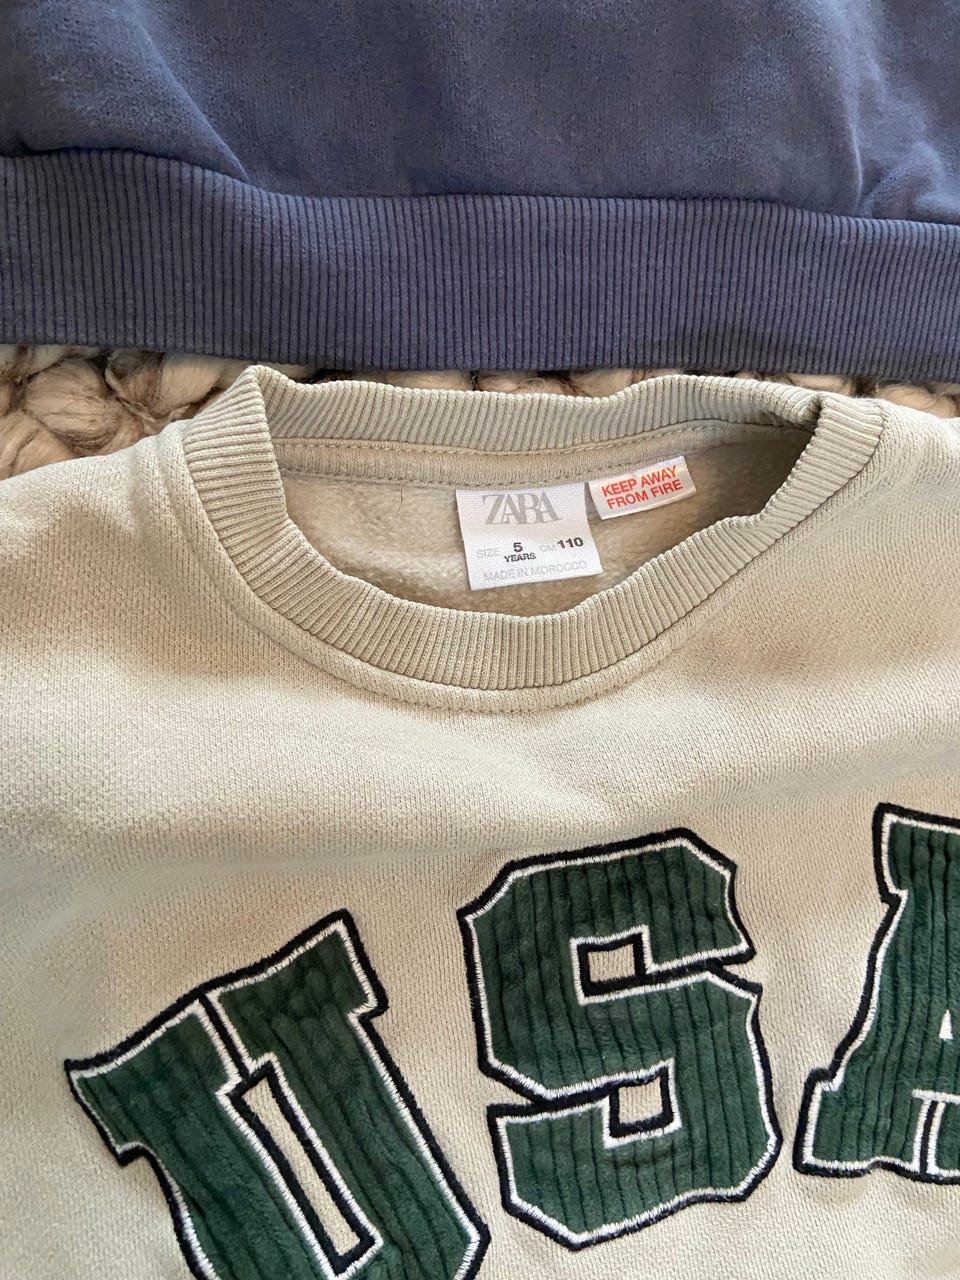 ZARA
SIZE 5 YEARS CM 110
MADE IN MOROCCO
KEEP AWAY
FROM FIRE
USA